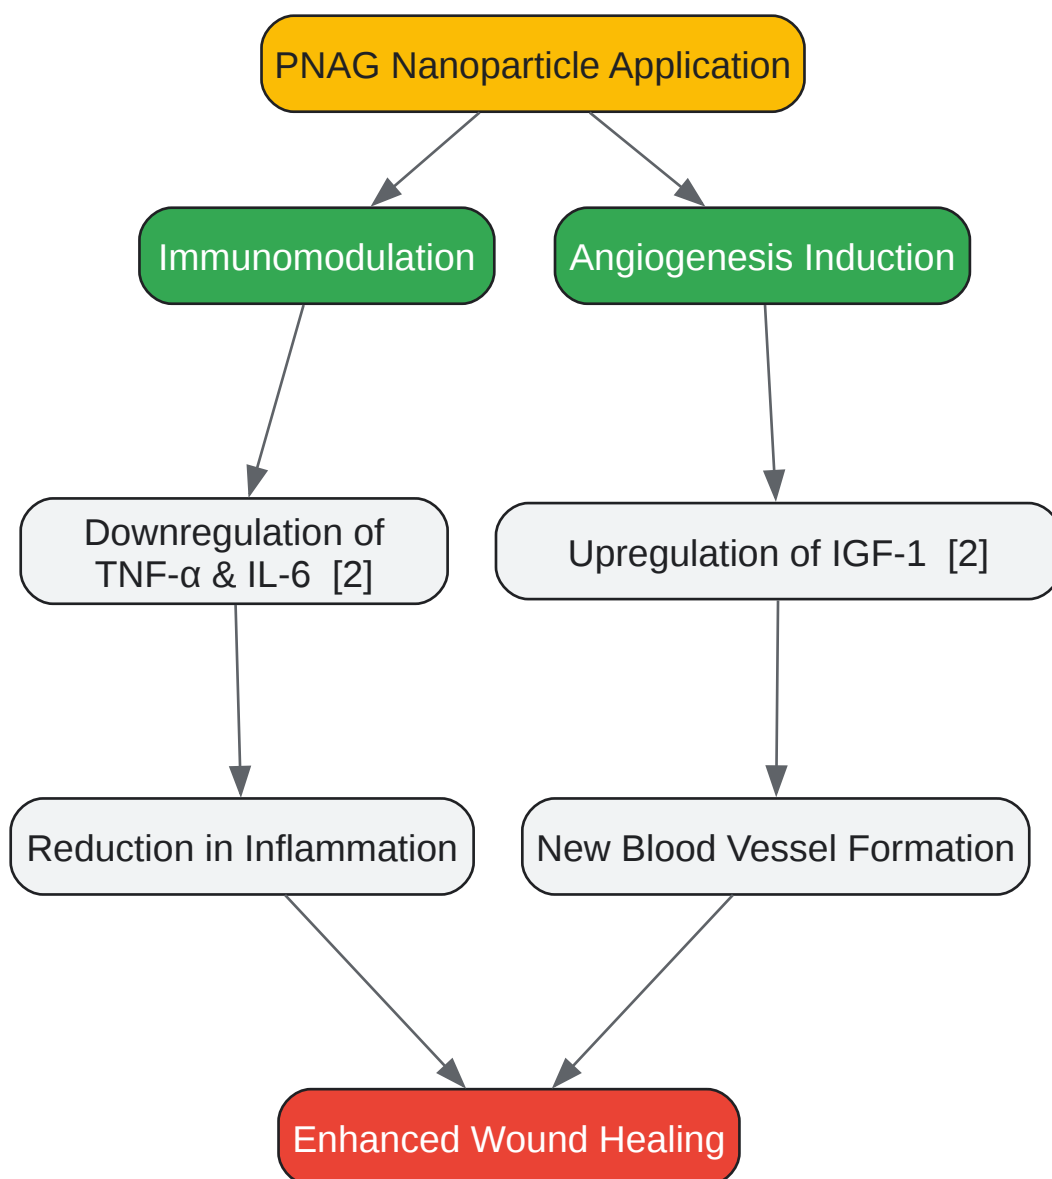 PNAG Nanoparticle Application
Immunomodulation
Angiogenesis Induction
Downregulation of
TNF-α & IL-6  [2]
Upregulation of IGF-1  [2]
Reduction in Inflammation
New Blood Vessel Formation
Enhanced Wound Healing